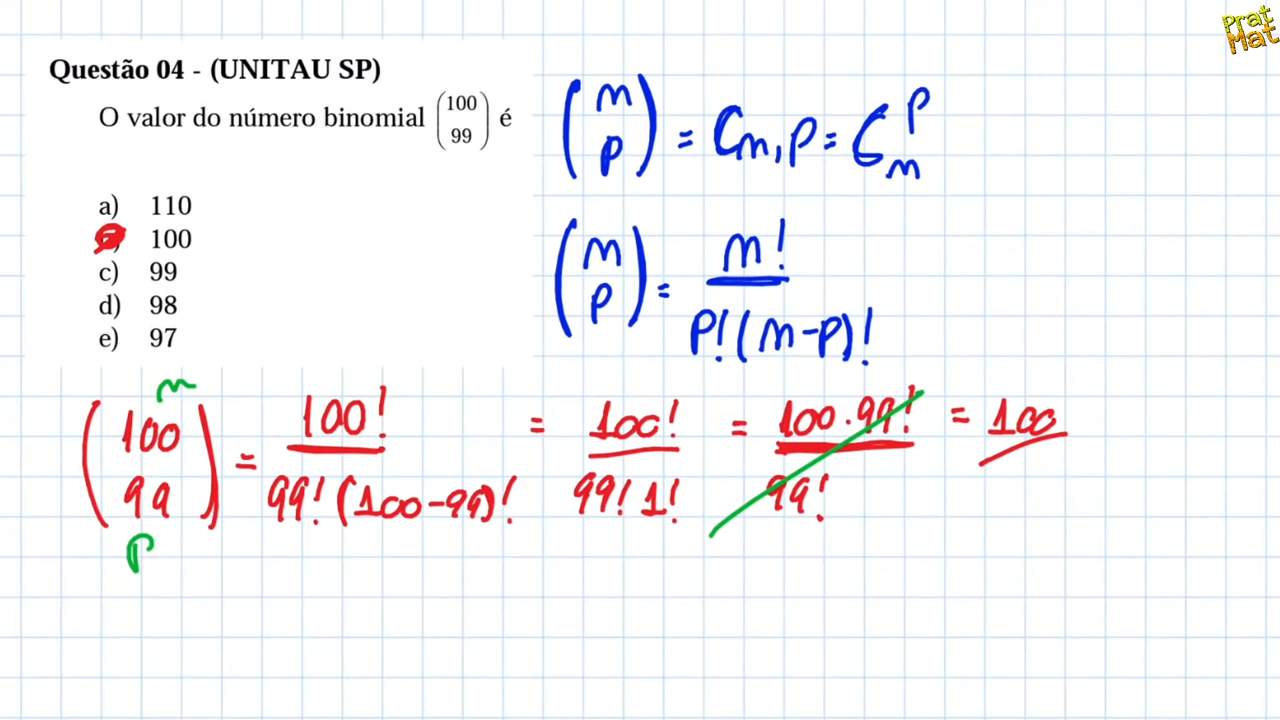 Prat
Mat
Questão 04 - (UNITAU SP)
O valor do número binomial (100 99) é
a) 110
100
c) 99
d) 98
e) 97
(m p) = Cm,p = C m p
(m p) = m! / p!(m-p)!
m
(100 99) = 100! / 99!(100-99)! = 100! / 99! 1! = 100.99! / 99! = 100
p